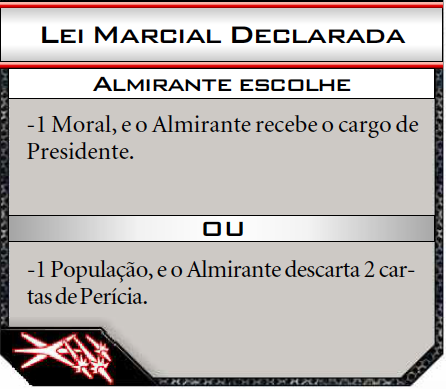 Lei Marcial Declarada
Almirante escolhe
-1 Moral, e o Almirante recebe o cargo de
Presidente.
OU
-1 População, e o Almirante descarta 2 car-
tas de Perícia.